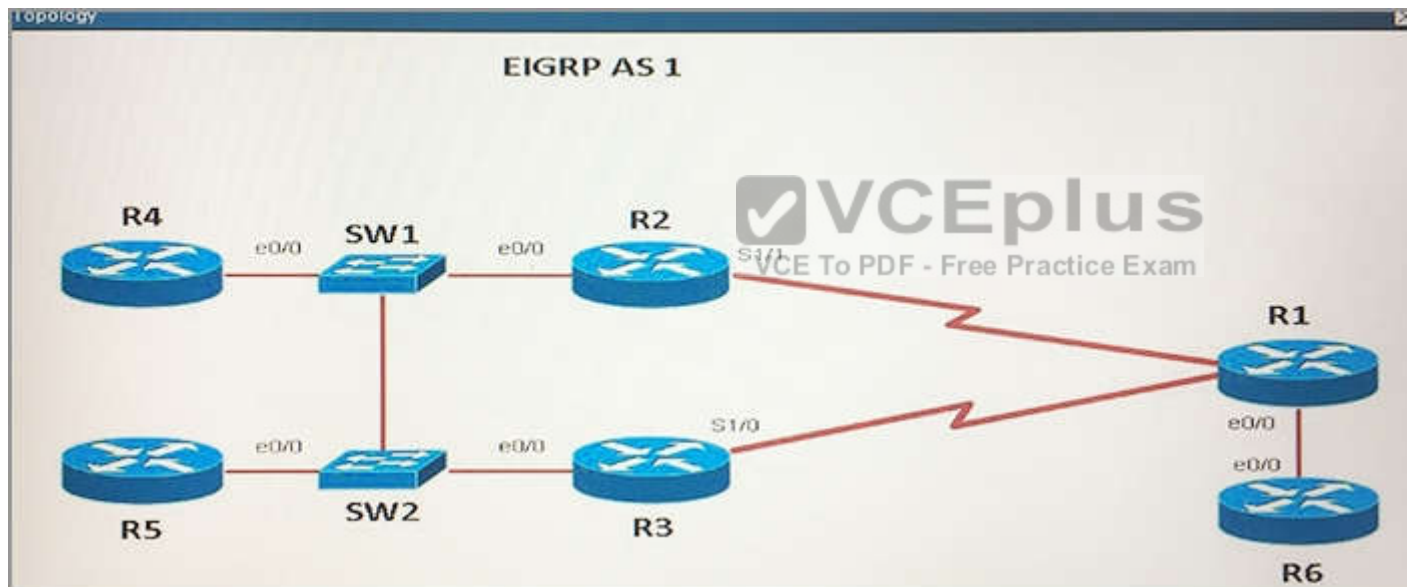 Topology
EIGRP AS 1
VCEplus
VCE To PDF - Free Practice Exam
R4
e0/0
SW1
e0/0
R2
S1/1
R1
e0/0
e0/0
R6
R5
e0/0
SW2
e0/0
R3
S1/0